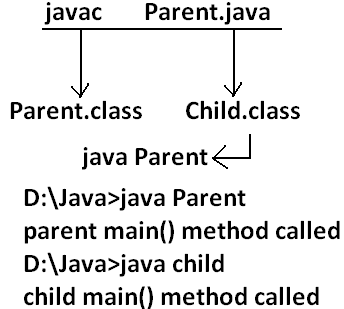 javac Parent.java
Parent.class Child.class
java Parent
D:\Java>java Parent
parent main() method called
D:\Java>java child
child main() method called